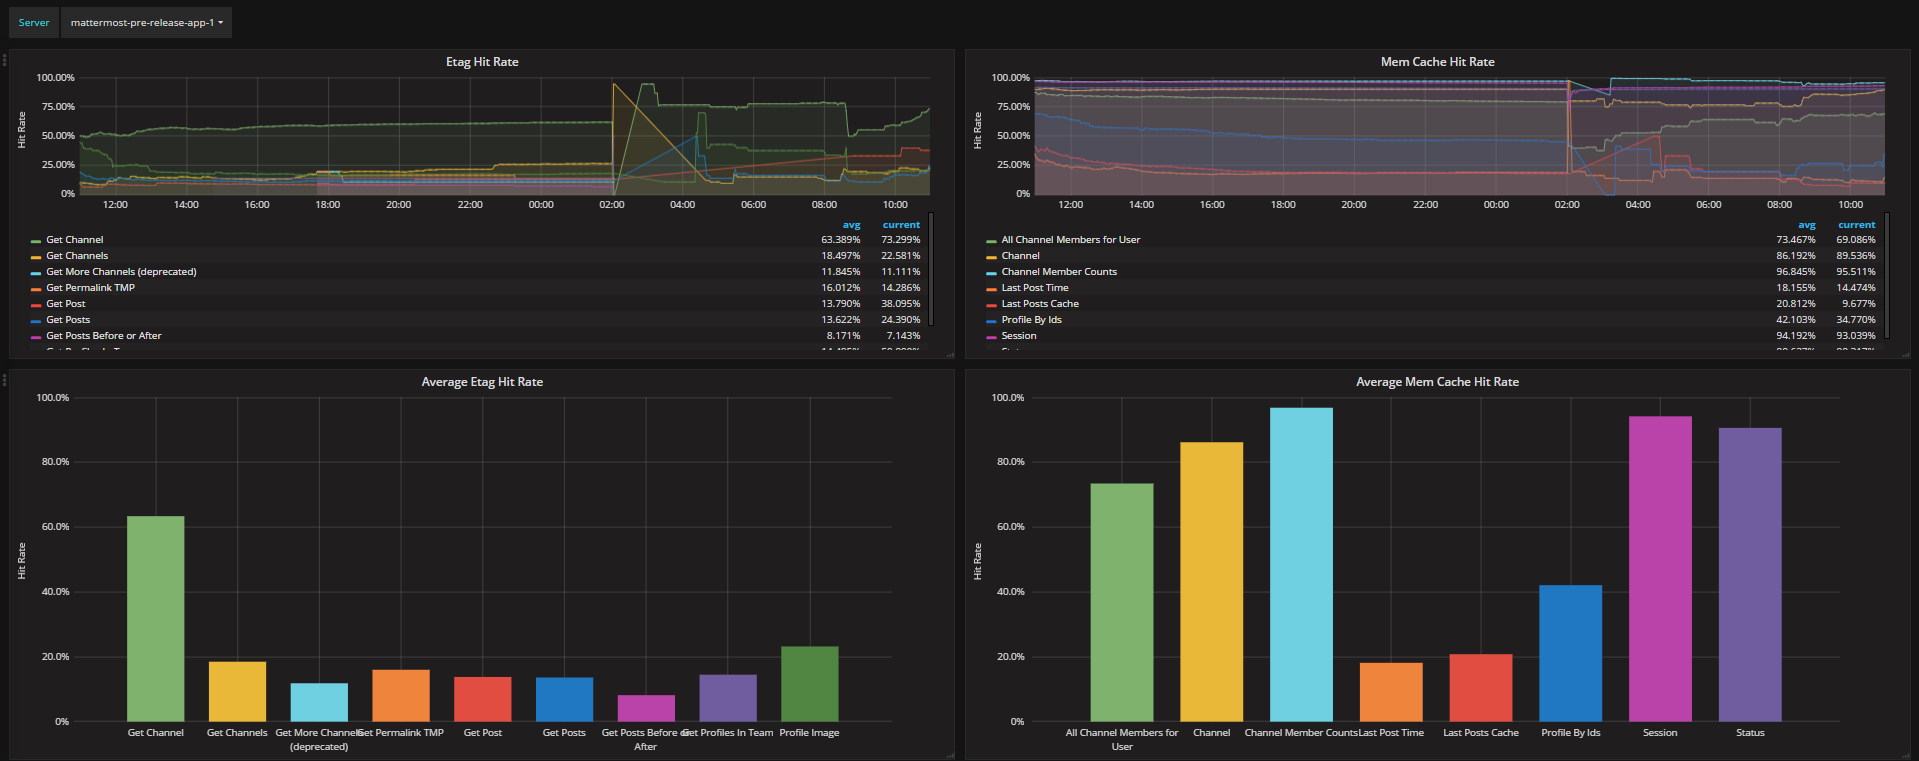 Server mattermost-pre-release-app-1
Etag Hit Rate
Hit Rate
100.00%
75.00%
50.00%
25.00%
0%
12:00 14:00 16:00 18:00 20:00 22:00 00:00 02:00 04:00 06:00 08:00 10:00
avg current
Get Channel 63.389% 73.299%
Get Channels 18.497% 22.581%
Get More Channels (deprecated) 11.845% 11.111%
Get Permalink TMP 16.012% 14.286%
Get Post 13.790% 38.095%
Get Posts 13.622% 24.390%
Get Posts Before or After 8.171% 7.143%
Mem Cache Hit Rate
Hit Rate
100.00%
75.00%
50.00%
25.00%
0%
12:00 14:00 16:00 18:00 20:00 22:00 00:00 02:00 04:00 06:00 08:00 10:00
avg current
All Channel Members for User 73.467% 69.086%
Channel 86.192% 89.536%
Channel Member Counts 96.845% 95.511%
Last Post Time 18.155% 14.474%
Last Posts Cache 20.812% 9.677%
Profile By Ids 42.103% 34.770%
Session 94.192% 93.039%
Average Etag Hit Rate
Hit Rate
100.0%
80.0%
60.0%
40.0%
20.0%
0%
Get Channel Get Channels Get More Channels Get Permalink TMP Get Post Get Posts Get Posts Before or Get Profiles In Team Profile Image
(deprecated) After
Average Mem Cache Hit Rate
Hit Rate
100.0%
80.0%
60.0%
40.0%
20.0%
0%
All Channel Members for Channel Channel Member Counts Last Post Time Last Posts Cache Profile By Ids Session Status
User